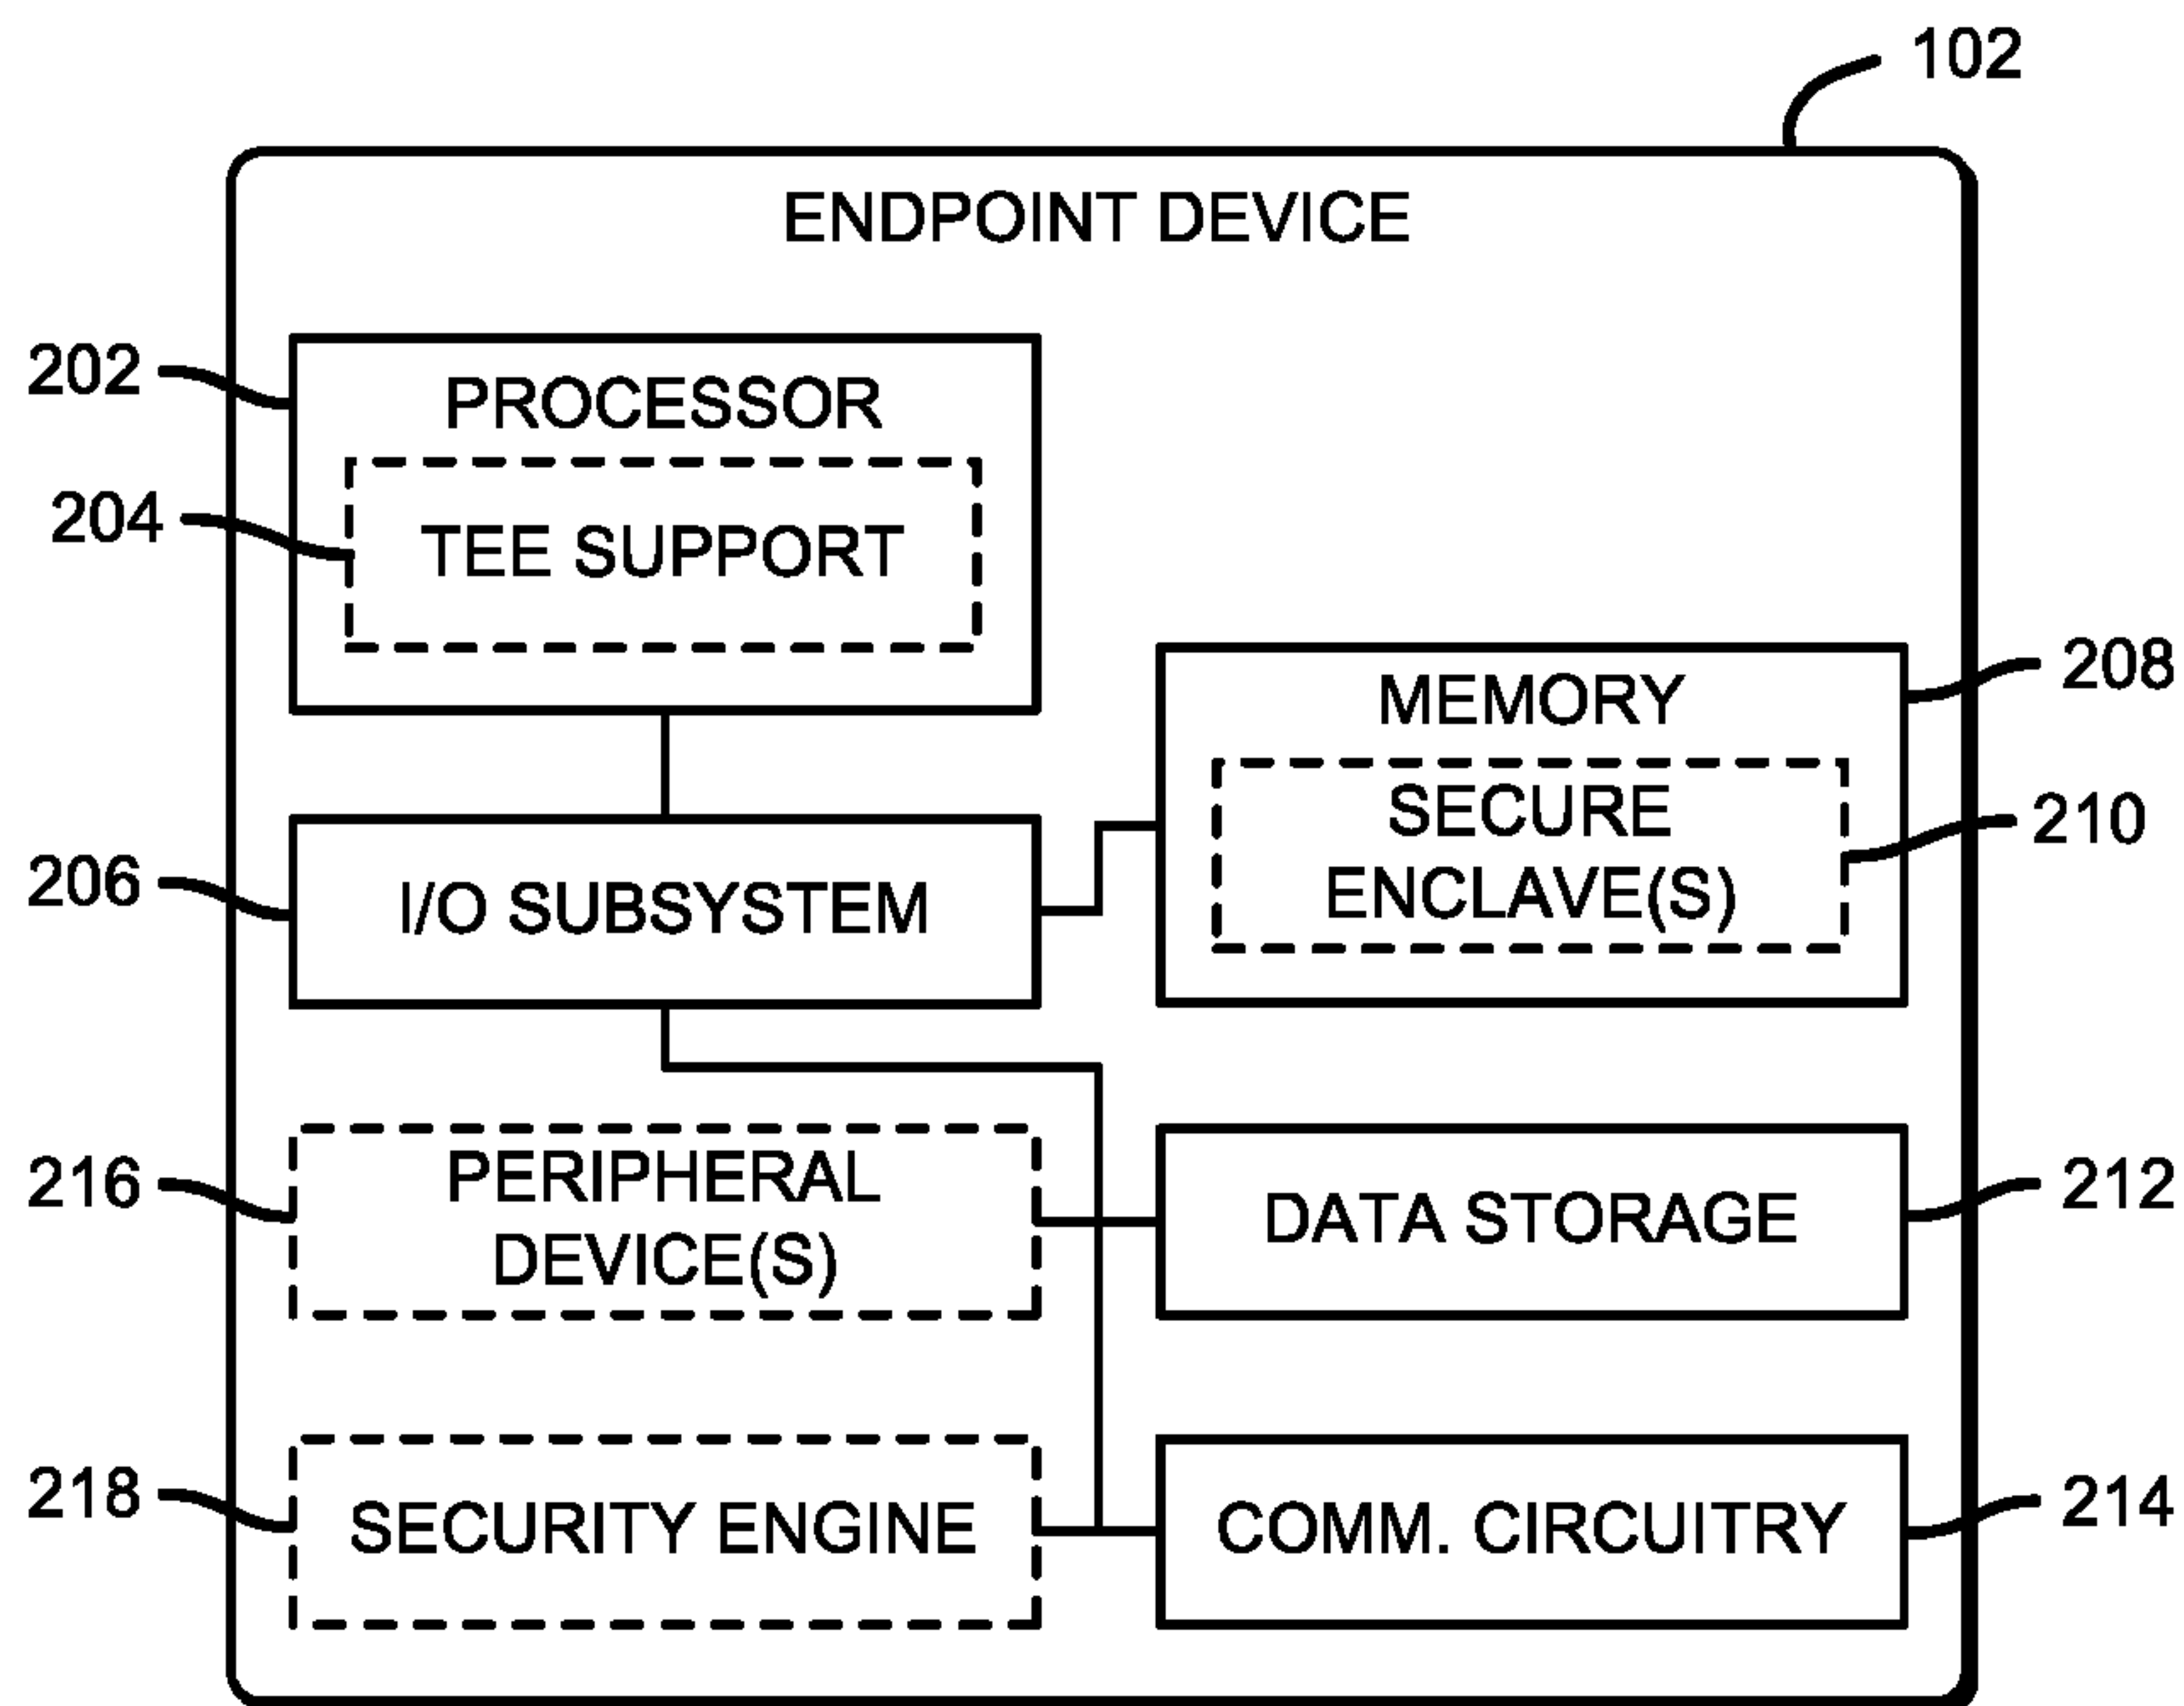 102
ENDPOINT DEVICE
202
PROCESSOR
204
TEE SUPPORT
208
MEMORY
SECURE
ENCLAVE(S)
210
206
I/O SUBSYSTEM
216
PERIPHERAL
DEVICE(S)
DATA STORAGE
212
218
SECURITY ENGINE
COMM. CIRCUITRY
214